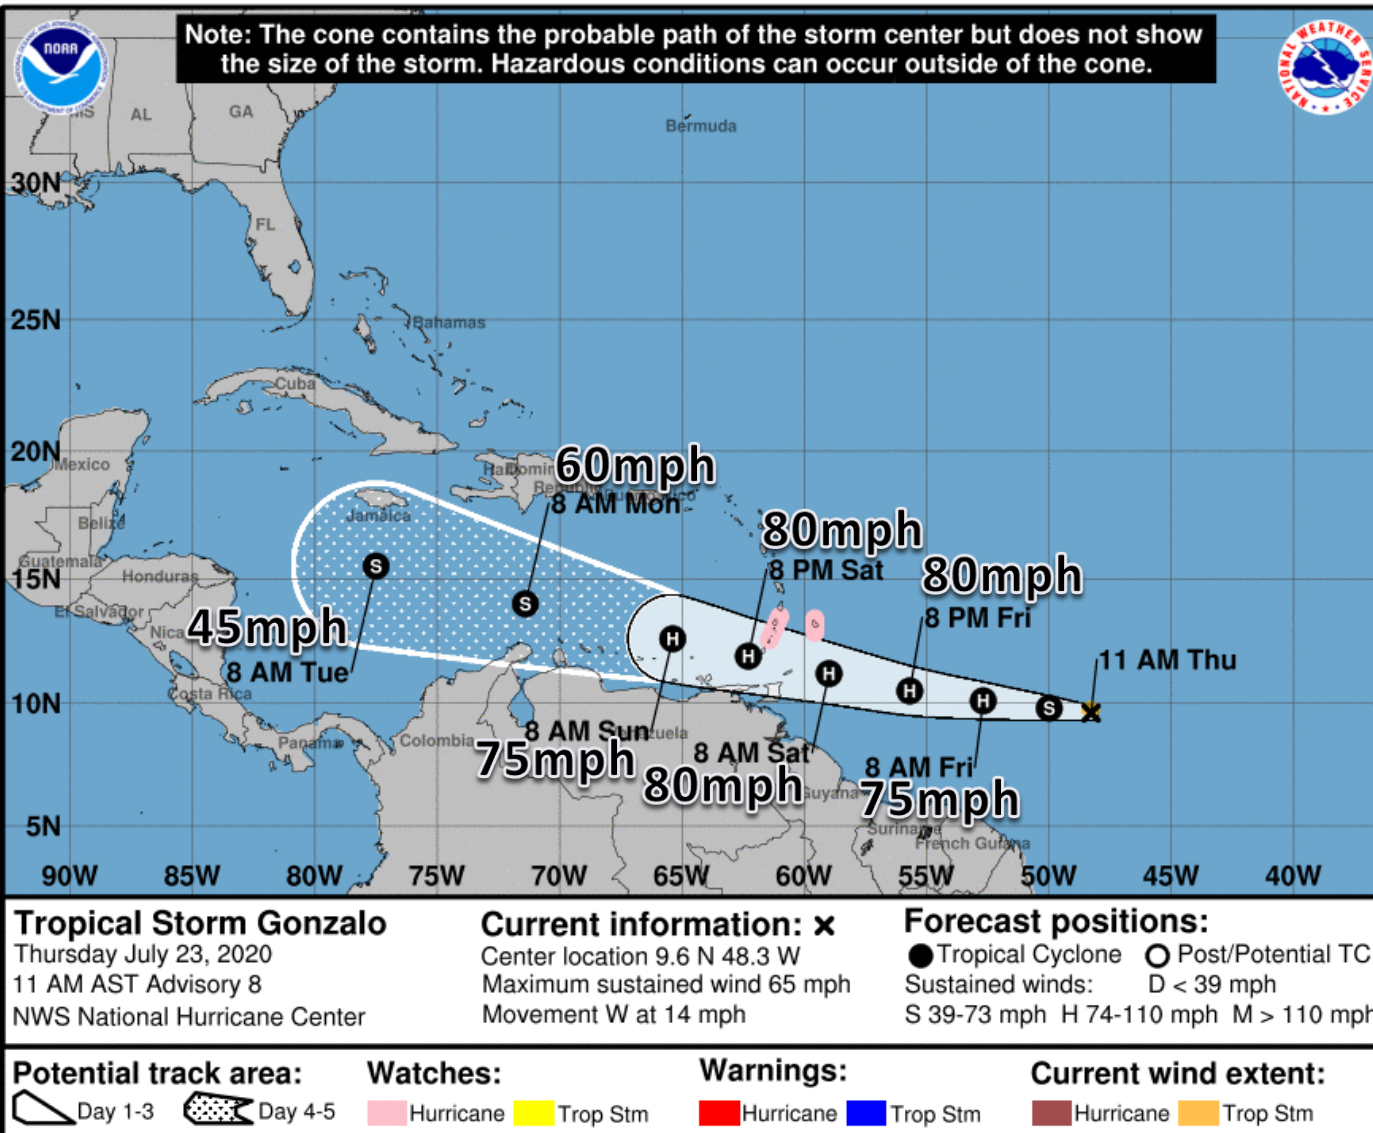 Note: The cone contains the probable path of the storm center but does not show
the size of the storm. Hazardous conditions can occur outside of the cone.
NOAA
NATIONAL WEATHER SERVICE
MS
AL
GA
Bermuda
30N
FL
25N
Bahamas
Cuba
20N
Mexico
60mph
8 AM Mon
Jamaica
Belize
80mph
8 PM Sat
Guatemala
Honduras
15N
80mph
8 PM Fri
El Salvador
45mph
8 AM Tue
11 AM Thu
Costa Rica
10N
Panama
Colombia
8 AM Sun
75mph
8 AM Sat
80mph
8 AM Fri
75mph
Guyana
5N
Suriname
French Guiana
90W 85W 80W 75W 70W 65W 60W 55W 50W 45W 40W
S S H H H H H S
Tropical Storm Gonzalo
Thursday July 23, 2020
11 AM AST Advisory 8
NWS National Hurricane Center
Current information: x
Center location 9.6 N 48.3 W
Maximum sustained wind 65 mph
Movement W at 14 mph
Forecast positions:
Tropical Cyclone Post/Potential TC
Sustained winds: D < 39 mph
S 39-73 mph H 74-110 mph M > 110 mph
Potential track area:
Day 1-3 Day 4-5
Watches:
Hurricane Trop Stm
Warnings:
Hurricane Trop Stm
Current wind extent:
Hurricane Trop Stm